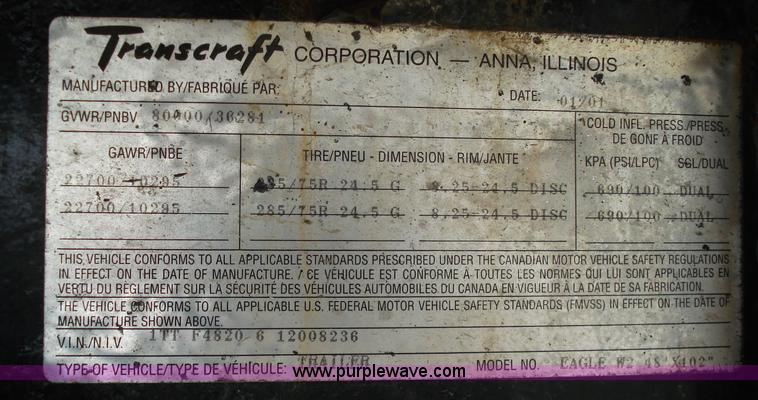 Transcraft CORPORATION — ANNA, ILLINOIS
MANUFACTURED BY/FABRIQUÉ PAR: DATE: 01/01
GVWR/PNBV 80000/36281
COLD INFL. PRESS./PRESS. DE GONF À FROID
GAWR/PNBE TIRE/PNEU - DIMENSION - RIM/JANTE KPA (PSI/LPC) SGL/DUAL
22700/10295 285/75R 24.5 G 8.25-24.5 DISC 690/100 DUAL
22700/10295 285/75R 24.5 G 8.25-24.5 DISC 690/100 DUAL
THIS VEHICLE CONFORMS TO ALL APPLICABLE STANDARDS PRESCRIBED UNDER THE CANADIAN MOTOR VEHICLE SAFETY REGULATIONS
IN EFFECT ON THE DATE OF MANUFACTURE. / CE VÉHICULE EST CONFORME À TOUTES LES NORMES QUI LUI SONT APPLICABLES EN
VERTU DU RÈGLEMENT SUR LA SÉCURITÉ DES VÉHICULES AUTOMOBILES DU CANADA EN VIGUEUR À LA DATE DE SA FABRICATION.
THE VEHICLE CONFORMS TO ALL APPLICABLE U.S. FEDERAL MOTOR VEHICLE SAFETY STANDARDS (FMVSS) IN EFFECT ON THE DATE OF
MANUFACTURE SHOWN ABOVE.
V.I.N./N.I.V. 1TT F4820 6 12008236
TYPE OF VEHICLE/TYPE DE VÉHICULE: TRAILER MODEL NO. EAGLE W2 48'X102"
www.purplewave.com